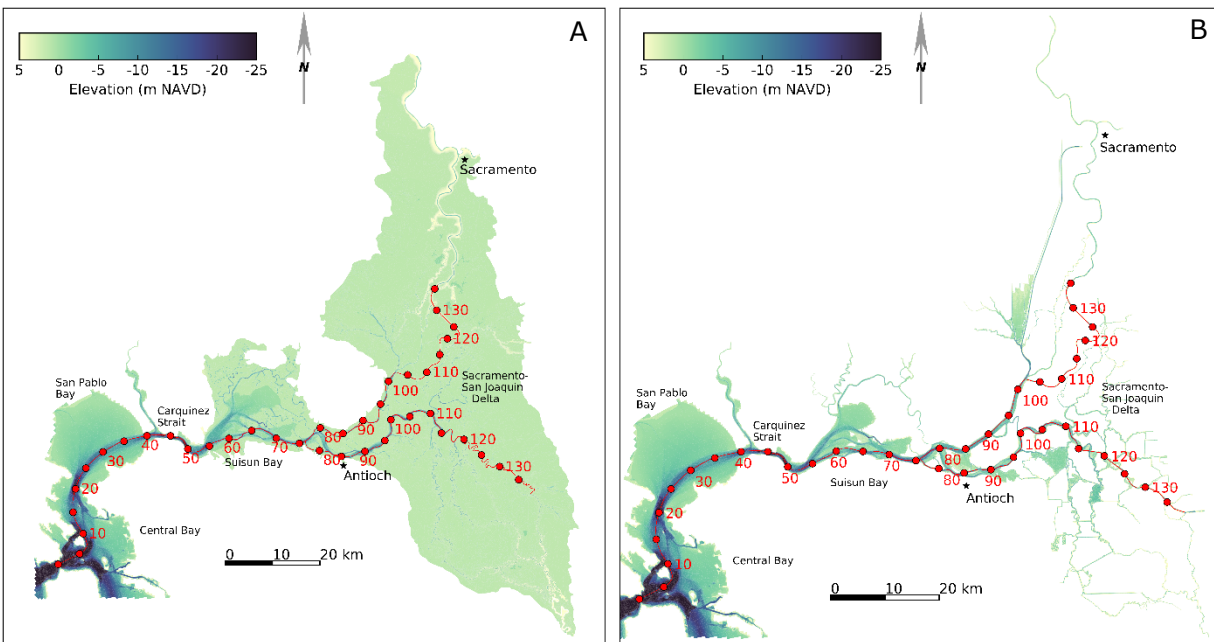 A
5 0 -5 -10 -15 -20 -25
Elevation (m NAVD)
N
Sacramento
130
120
San Pablo
Bay
Carquinez
Strait
110
Sacramento-
San Joaquin
Delta
100
110
40
80
90
100
30
50
60
70
120
Suisun Bay
80
90
130
Antioch
20
Central Bay
10
0 10 20 km
B
5 0 -5 -10 -15 -20 -25
Elevation (m NAVD)
N
Sacramento
130
120
San Pablo
Bay
110
Sacramento-
San Joaquin
Delta
100
Carquinez
Strait
110
40
60
80
90
100
30
50
70
120
Suisun Bay
80
90
130
Antioch
20
Central Bay
10
0 10 20 km